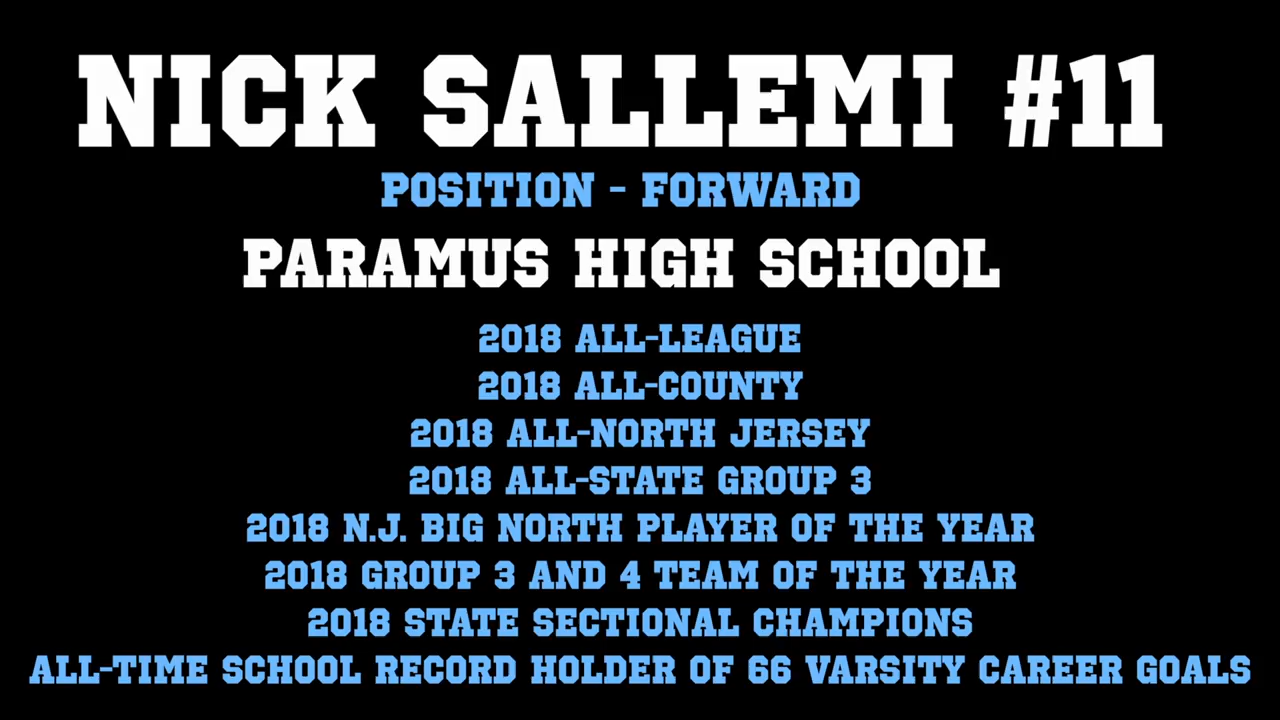 NICK SALLEMI #11
POSITION - FORWARD
PARAMUS HIGH SCHOOL
2018 ALL-LEAGUE
2018 ALL-COUNTY
2018 ALL-NORTH JERSEY
2018 ALL-STATE GROUP 3
2018 N.J. BIG NORTH PLAYER OF THE YEAR
2018 GROUP 3 AND 4 TEAM OF THE YEAR
2018 STATE SECTIONAL CHAMPIONS
ALL-TIME SCHOOL RECORD HOLDER OF 66 VARSITY CAREER GOALS